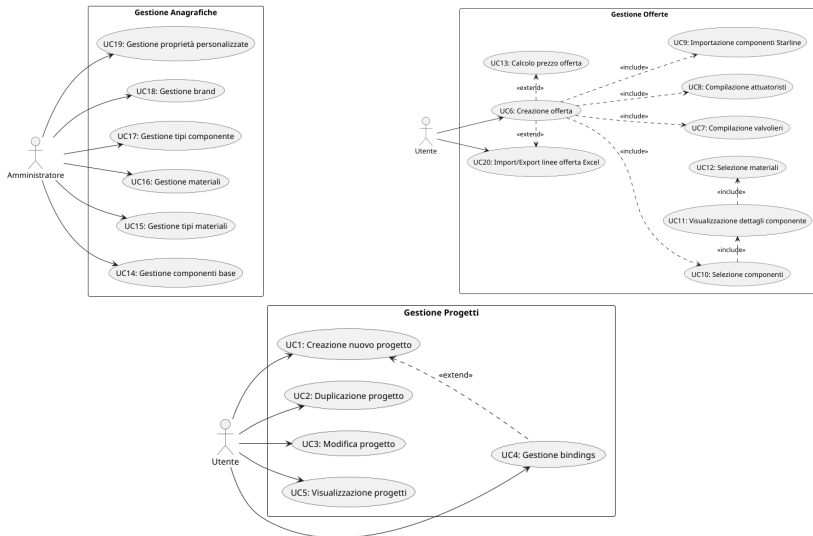 Gestione Anagrafiche
UC19: Gestione proprietà personalizzate
UC18: Gestione brand
UC17: Gestione tipi componente
Amministratore
UC16: Gestione materiali
UC15: Gestione tipi materiali
UC14: Gestione componenti base
Gestione Offerte
UC9: Importazione componenti Starline
UC13: Calcolo prezzo offerta
«include»
«extend»
UC8: Compilazione attuatoristi
«include»
UC6: Creazione offerta
«include»
UC7: Compilazione valvolieri
Utente
«extend»
«include»
UC20: Import/Export linee offerta Excel
UC12: Selezione materiali
«include»
UC11: Visualizzazione dettagli componente
«include»
UC10: Selezione componenti
Gestione Progetti
UC1: Creazione nuovo progetto
«extend»
UC2: Duplicazione progetto
UC3: Modifica progetto
UC4: Gestione bindings
Utente
UC5: Visualizzazione progetti